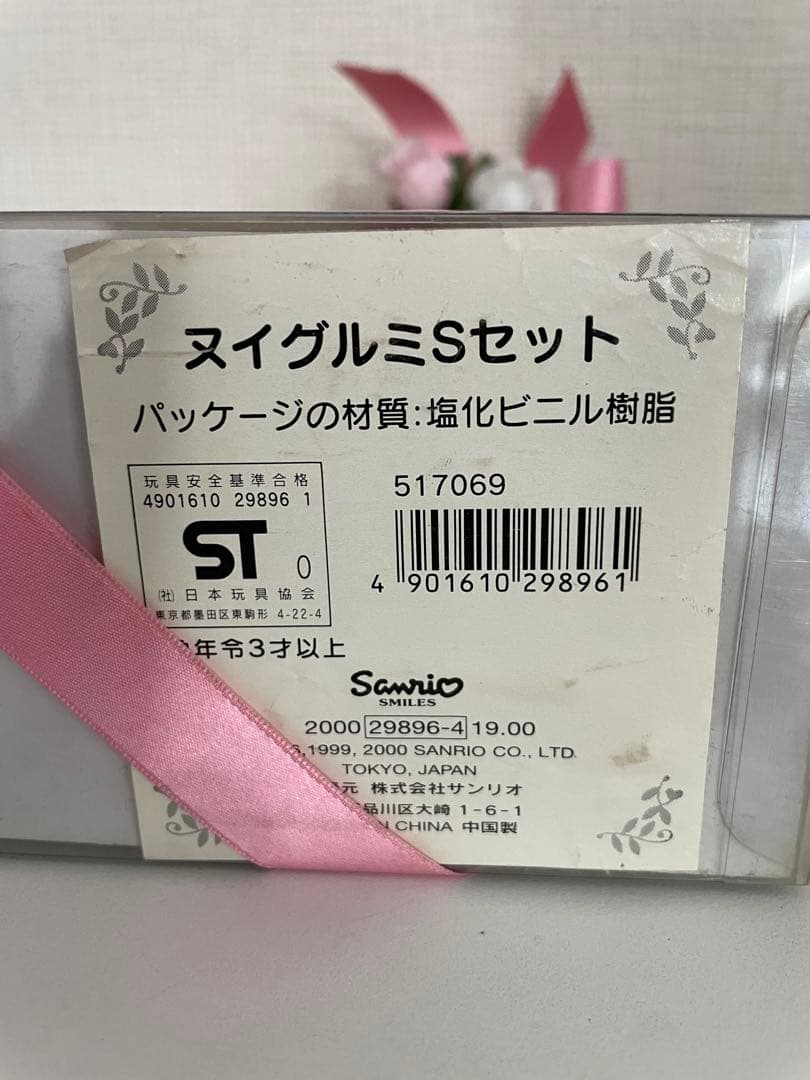 ヌイグルミSセット
パッケージの材質:塩化ビニル樹脂
玩具安全基準合格
4901610 29896 1
ST 0
(社)日本玩具協会
東京都墨田区東駒形 4-22-4
年令3才以上
517069
4 901610 298961
Sanrio
SMILES
2000 29896-4 19.00
,1999, 2000 SANRIO CO., LTD.
TOKYO, JAPAN
元 株式会社サンリオ
品川区大崎 1-6-1
CHINA 中国製